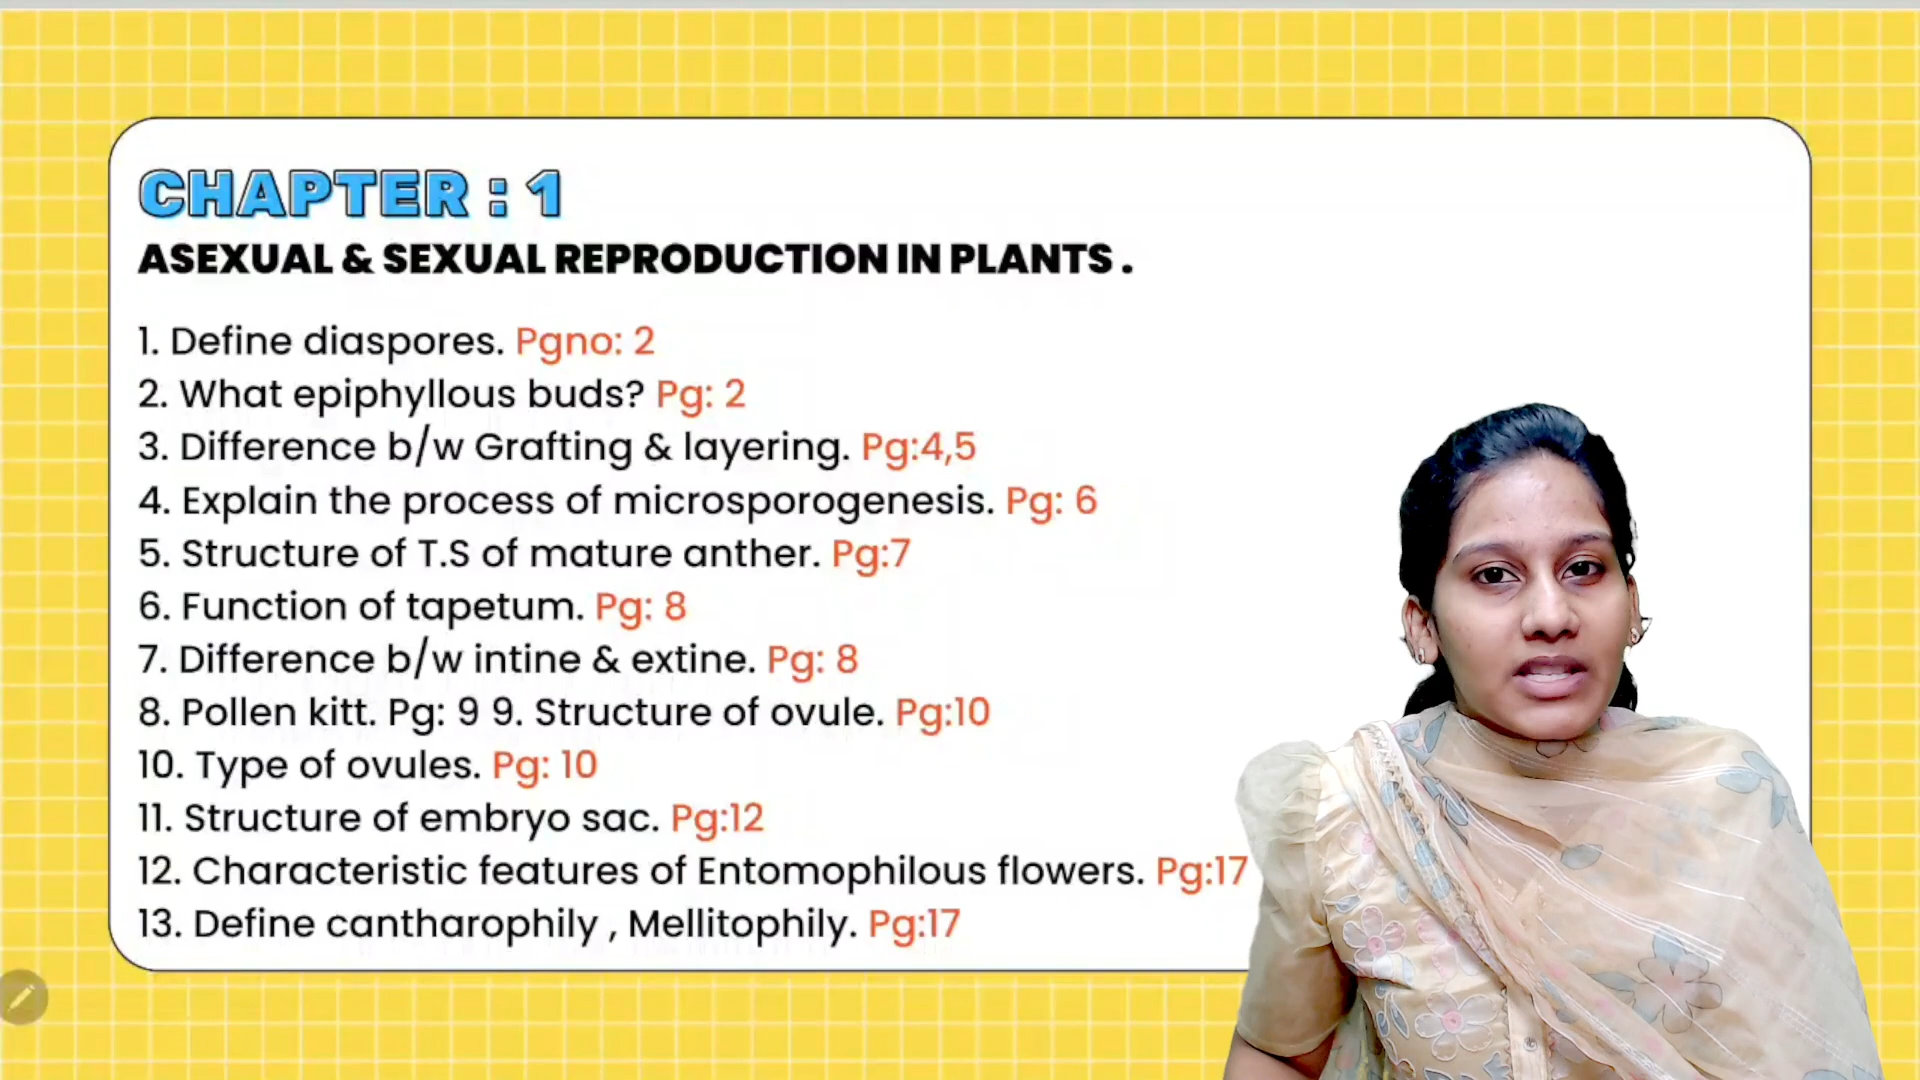 CHAPTER : 1
ASEXUAL & SEXUAL REPRODUCTION IN PLANTS .
1. Define diaspores. Pgno: 2
2. What epiphyllous buds? Pg: 2
3. Difference b/w Grafting & layering. Pg:4,5
4. Explain the process of microsporogenesis. Pg: 6
5. Structure of T.S of mature anther. Pg:7
6. Function of tapetum. Pg: 8
7. Difference b/w intine & extine. Pg: 8
8. Pollen kitt. Pg: 9 9. Structure of ovule. Pg:10
10. Type of ovules. Pg: 10
11. Structure of embryo sac. Pg:12
12. Characteristic features of Entomophilous flowers. Pg:17
13. Define cantharophily , Mellitophily. Pg:17